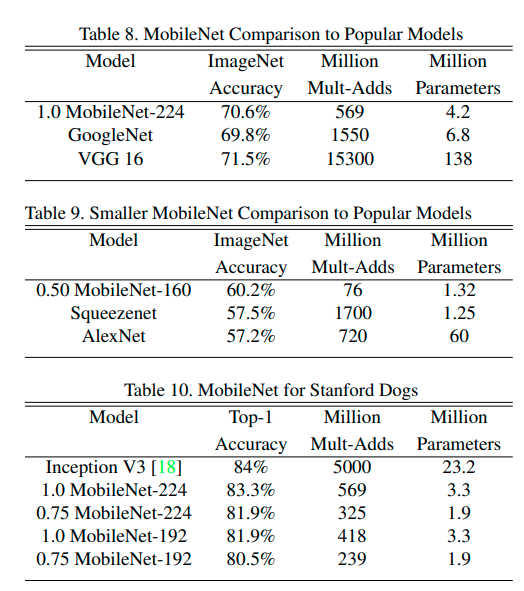 Table 8. MobileNet Comparison to Popular Models
Model ImageNet Million Million
Accuracy Mult-Adds Parameters
1.0 MobileNet-224 70.6% 569 4.2
GoogleNet 69.8% 1550 6.8
VGG 16 71.5% 15300 138
Table 9. Smaller MobileNet Comparison to Popular Models
Model ImageNet Million Million
Accuracy Mult-Adds Parameters
0.50 MobileNet-160 60.2% 76 1.32
Squeezenet 57.5% 1700 1.25
AlexNet 57.2% 720 60
Table 10. MobileNet for Stanford Dogs
Model Top-1 Million Million
Accuracy Mult-Adds Parameters
Inception V3 [18] 84% 5000 23.2
1.0 MobileNet-224 83.3% 569 3.3
0.75 MobileNet-224 81.9% 325 1.9
1.0 MobileNet-192 81.9% 418 3.3
0.75 MobileNet-192 80.5% 239 1.9